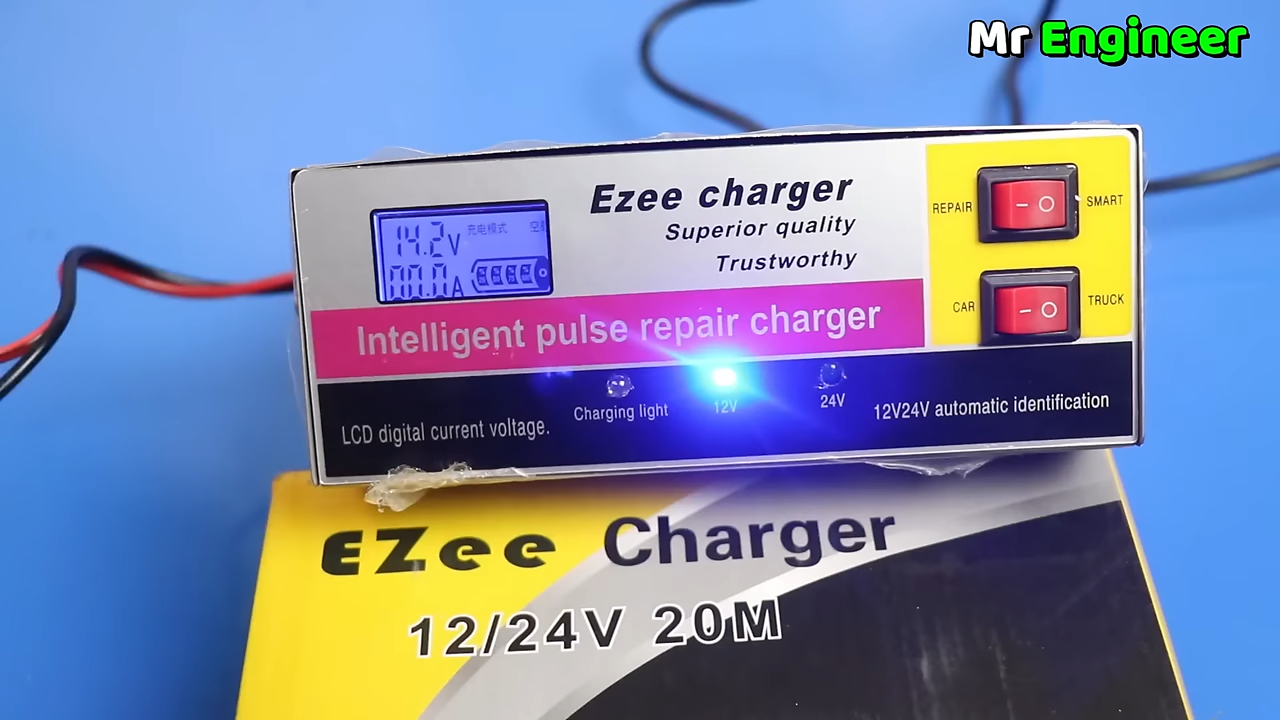 Mr Engineer
Ezee charger
Superior quality
Trustworthy
14.2V 充电模式
00.0A
REPAIR SMART
CAR TRUCK
Intelligent pulse repair charger
Charging light 12V 24V
LCD digital current voltage.
12V24V automatic identification
EZee Charger
12/24V 20M